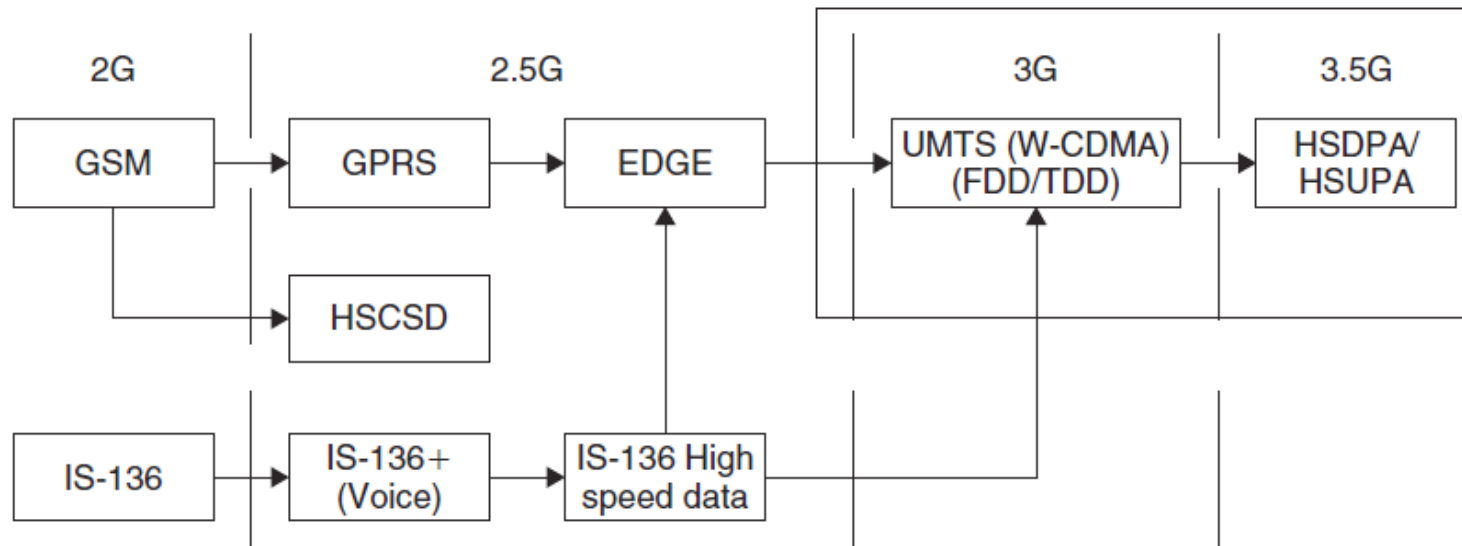 2G
2.5G
3G
3.5G
GSM
GPRS
EDGE
UMTS (W-CDMA)
(FDD/TDD)
HSDPA/
HSUPA
HSCSD
IS-136
IS-136+
(Voice)
IS-136 High
speed data